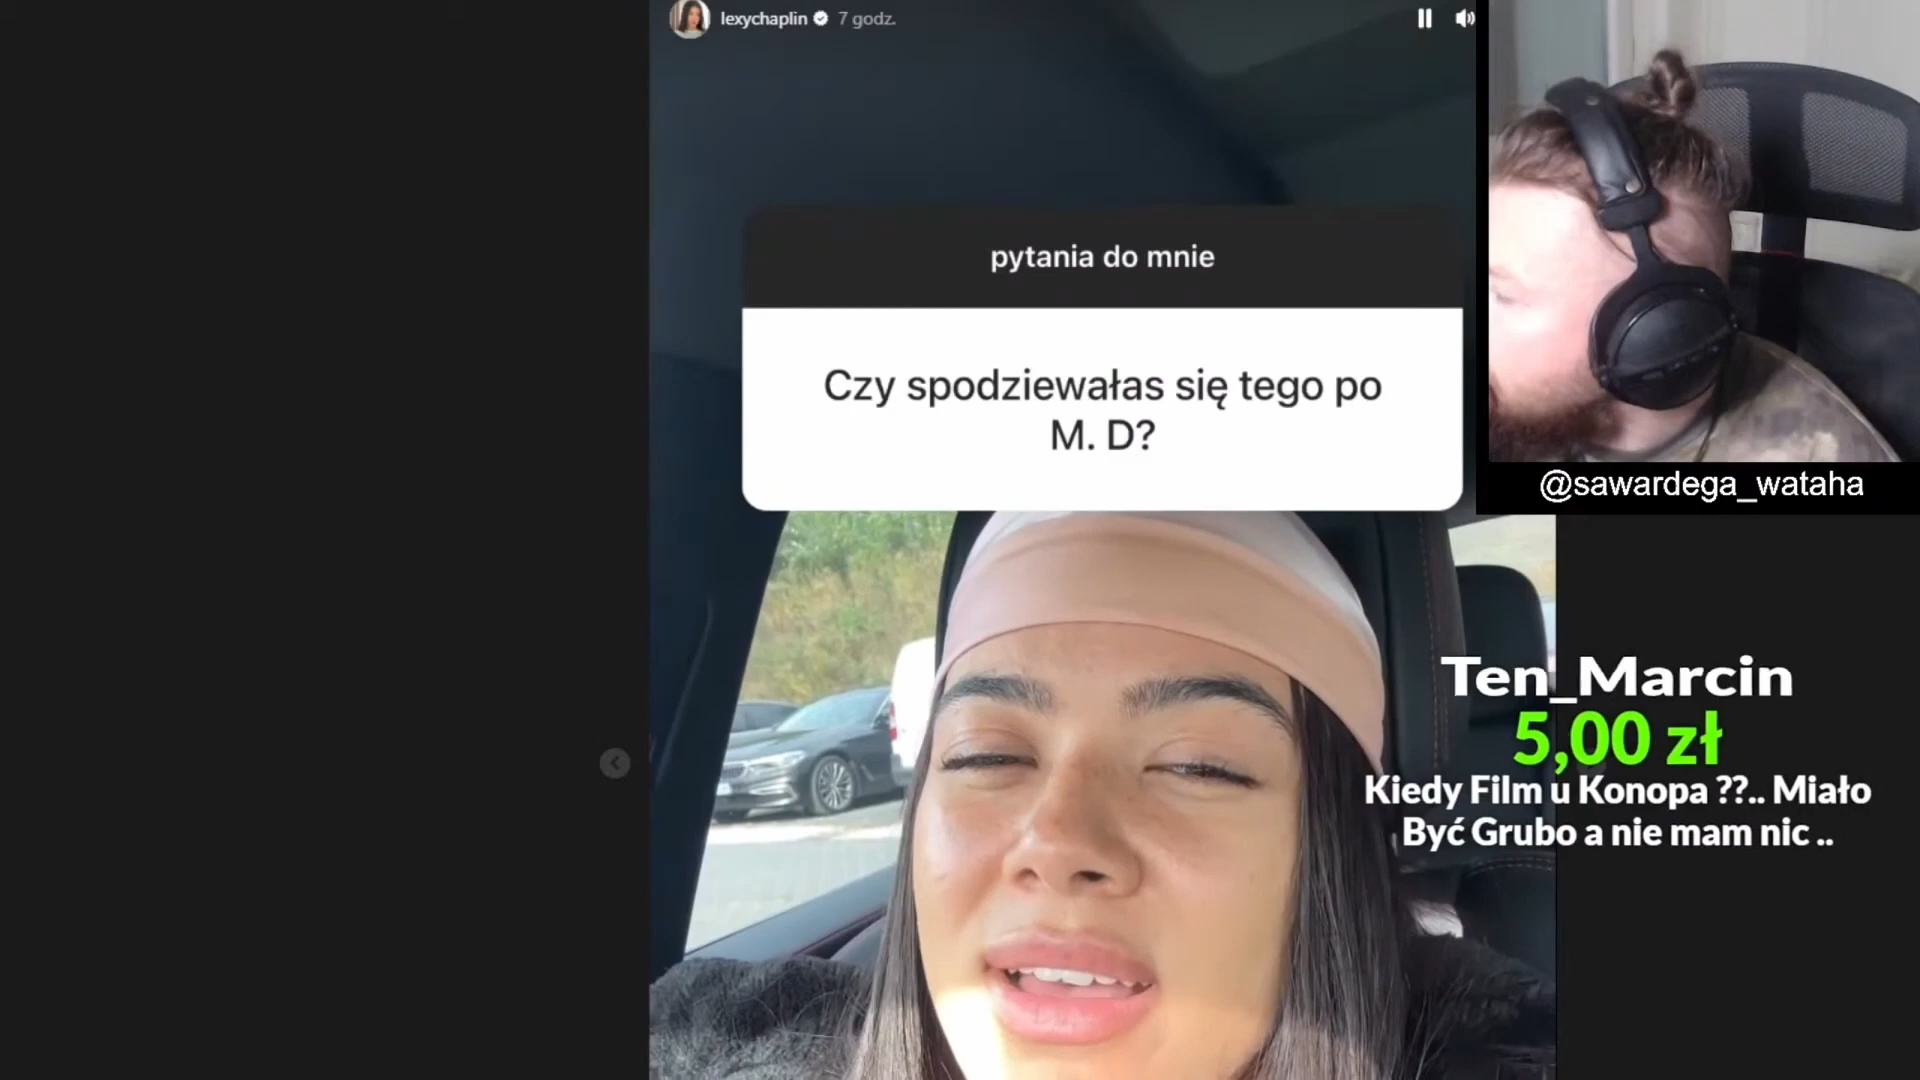 lexychaplin 7 godz.
pytania do mnie
Czy spodziewałas się tego po
M. D?
@sawardega_wataha
Ten_Marcin
5,00 zł
Kiedy Film u Konopa ??.. Miało
Być Grubo a nie mam nic ..